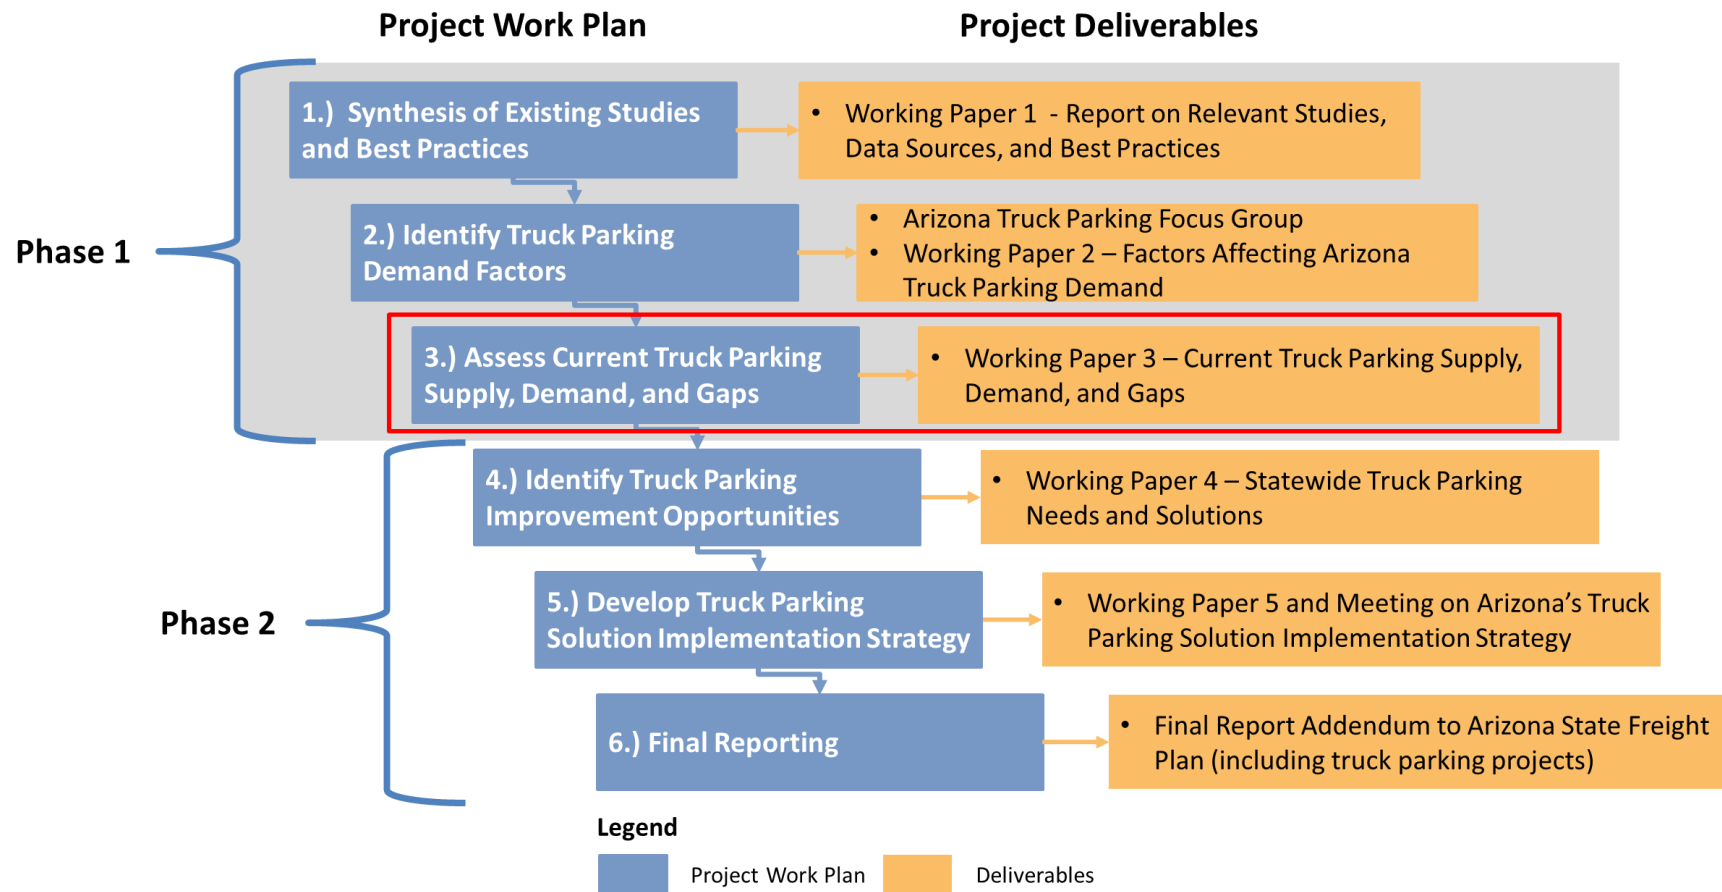 Project Work Plan
Project Deliverables
Phase 1
1.) Synthesis of Existing Studies
and Best Practices
• Working Paper 1 - Report on Relevant Studies,
Data Sources, and Best Practices
2.) Identify Truck Parking
Demand Factors
• Arizona Truck Parking Focus Group
• Working Paper 2 – Factors Affecting Arizona
Truck Parking Demand
3.) Assess Current Truck Parking
Supply, Demand, and Gaps
• Working Paper 3 – Current Truck Parking Supply,
Demand, and Gaps
Phase 2
4.) Identify Truck Parking
Improvement Opportunities
• Working Paper 4 – Statewide Truck Parking
Needs and Solutions
5.) Develop Truck Parking
Solution Implementation Strategy
• Working Paper 5 and Meeting on Arizona’s Truck
Parking Solution Implementation Strategy
6.) Final Reporting
• Final Report Addendum to Arizona State Freight
Plan (including truck parking projects)
Legend
Project Work Plan
Deliverables